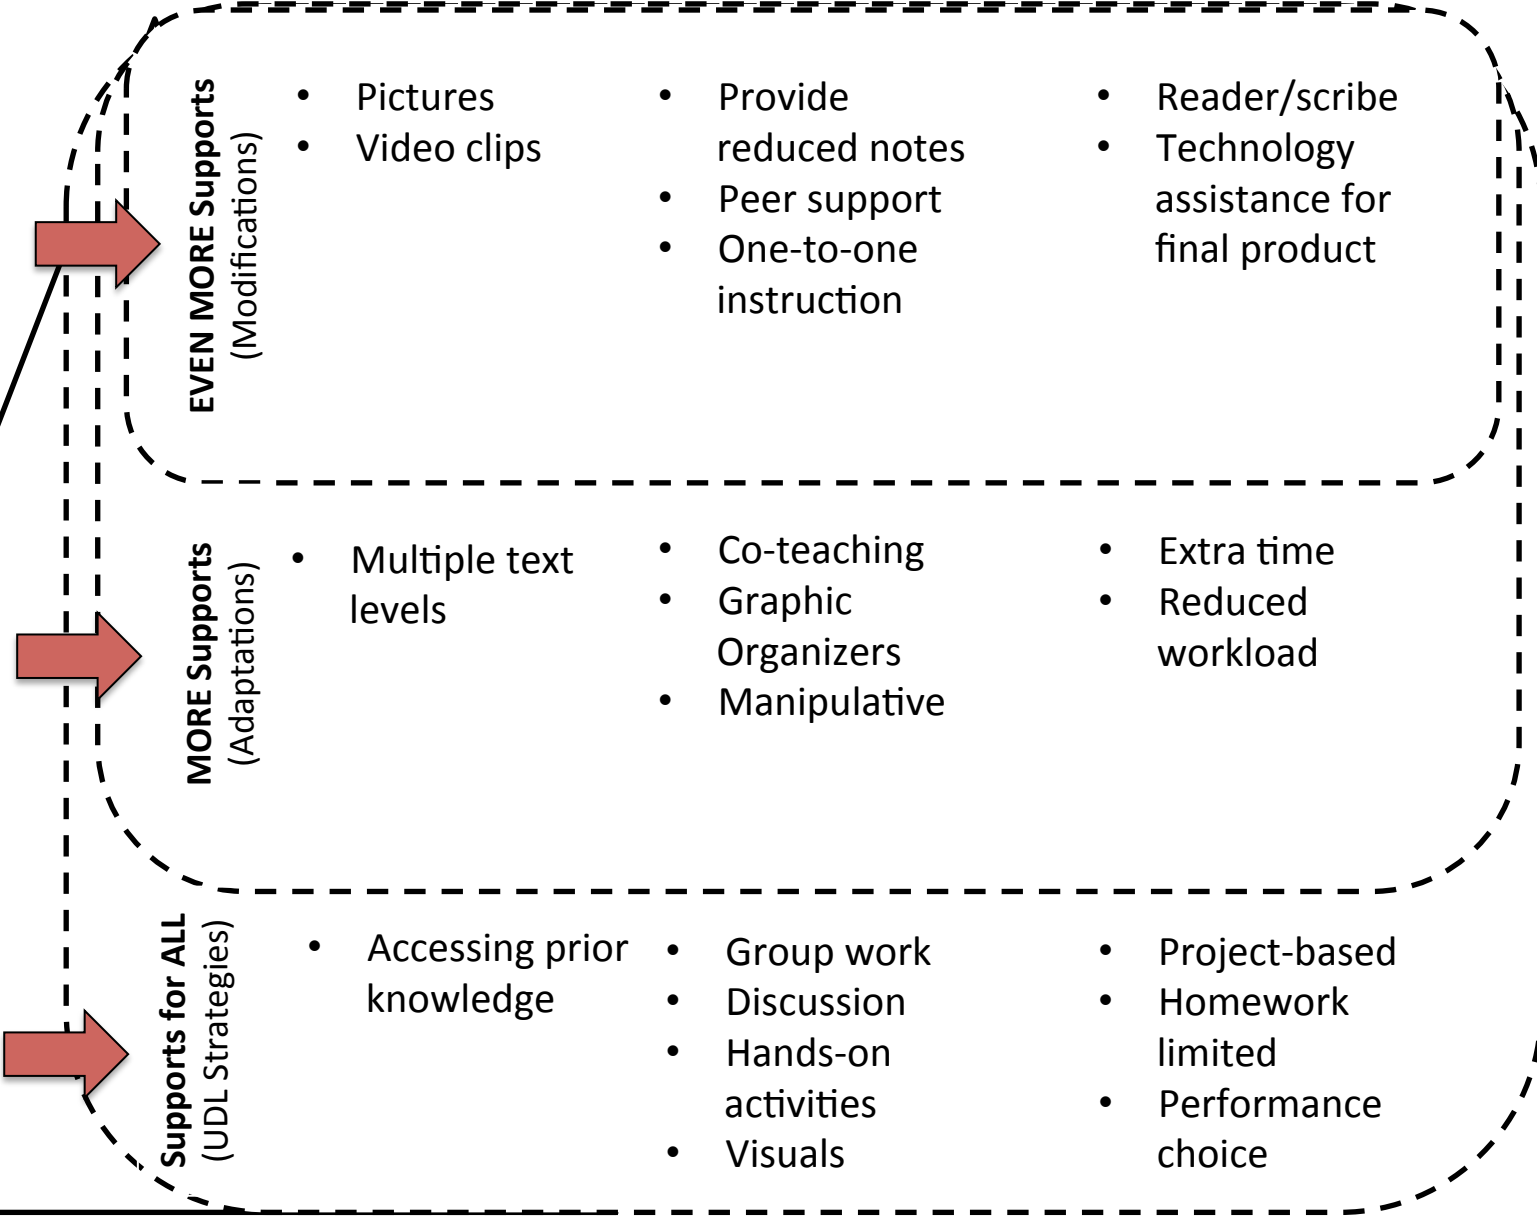 EVEN MORE Supports
(Modifications)
• Pictures
• Video clips
• Provide
reduced notes
• Peer support
• One-to-one
instruction
• Reader/scribe
• Technology
assistance for
final product
MORE Supports
(Adaptations)
• Multiple text
levels
• Co-teaching
• Graphic
Organizers
• Manipulative
• Extra time
• Reduced
workload
Supports for ALL
(UDL Strategies)
• Accessing prior
knowledge
• Group work
• Discussion
• Hands-on
activities
• Visuals
• Project-based
• Homework
limited
• Performance
choice